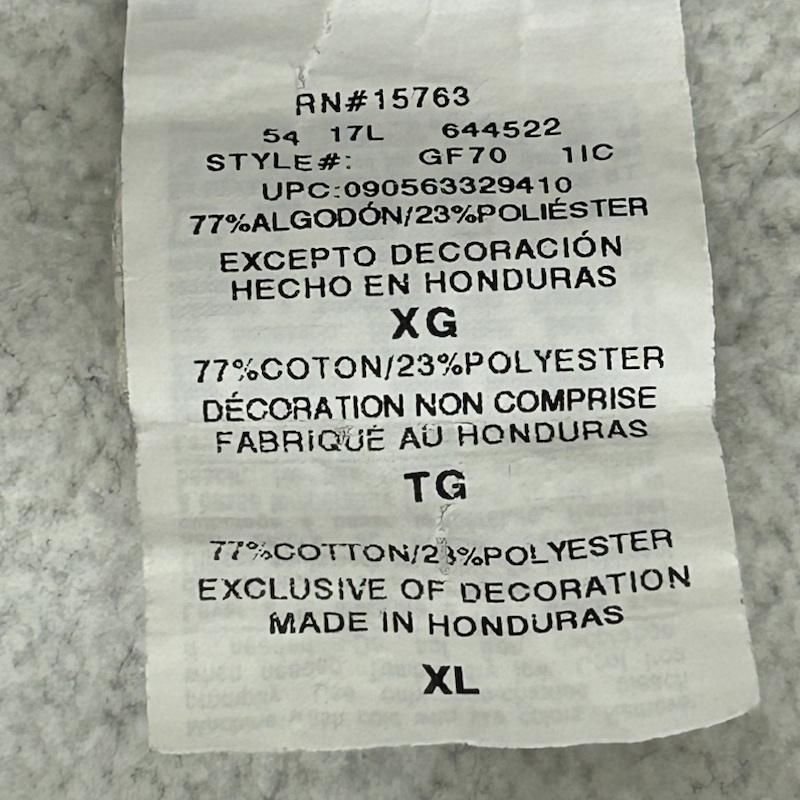 RN#15763
54 17L 644522
STYLE#: GF70 1IC
UPC:090563329410
77%ALGODÓN/23%POLIÉSTER
EXCEPTO DECORACIÓN
HECHO EN HONDURAS
XG
77%COTON/23%POLYESTER
DÉCORATION NON COMPRISE
FABRIQUÉ AU HONDURAS
TG
77%COTTON/23%POLYESTER
EXCLUSIVE OF DECORATION
MADE IN HONDURAS
XL